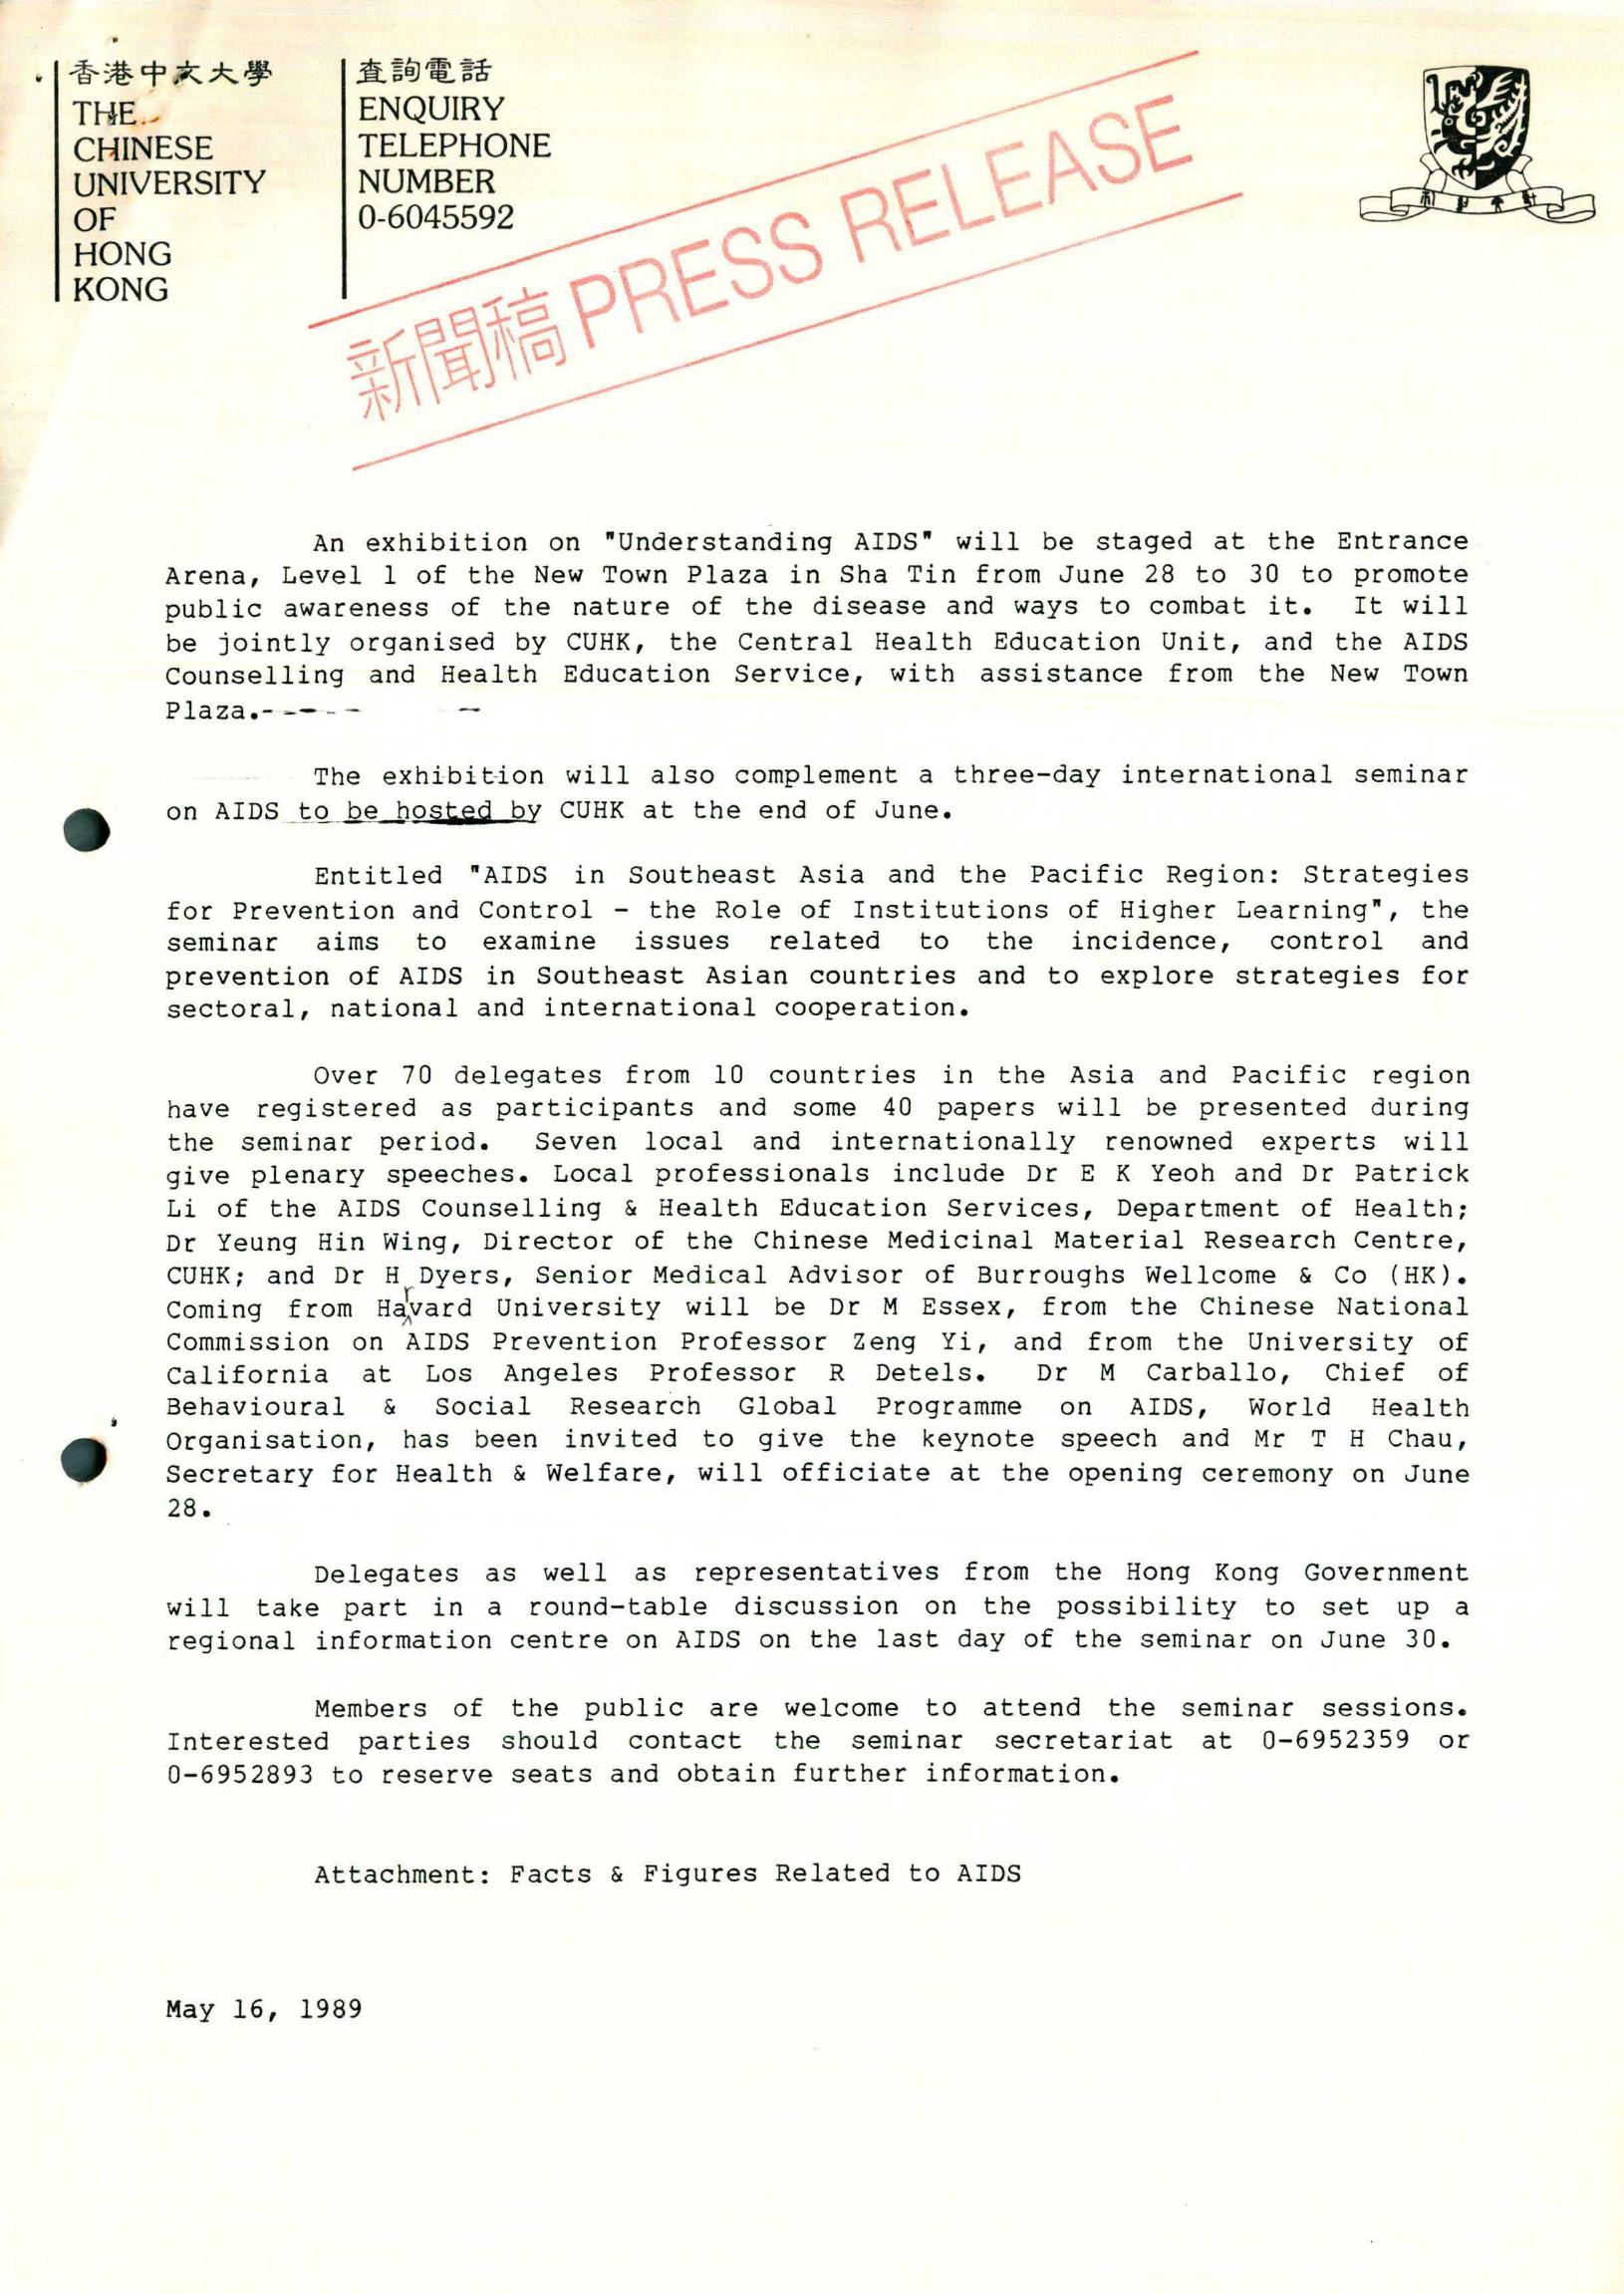 香港中文大學
THE
CHINESE
UNIVERSITY
OF
HONG
KONG
查詢電話
ENQUIRY
TELEPHONE
NUMBER
0-6045592
新聞稿 PRESS RELEASE
An exhibition on "Understanding AIDS" will be staged at the Entrance
Arena, Level 1 of the New Town Plaza in Sha Tin from June 28 to 30 to promote
public awareness of the nature of the disease and ways to combat it. It will
be jointly organised by CUHK, the Central Health Education Unit, and the AIDS
Counselling and Health Education Service, with assistance from the New Town
Plaza.
The exhibition will also complement a three-day international seminar
on AIDS to be hosted by CUHK at the end of June.
Entitled "AIDS in Southeast Asia and the Pacific Region: Strategies
for Prevention and Control - the Role of Institutions of Higher Learning", the
seminar aims to examine issues related to the incidence, control and
prevention of AIDS in Southeast Asian countries and to explore strategies for
sectoral, national and international cooperation.
Over 70 delegates from 10 countries in the Asia and Pacific region
have registered as participants and some 40 papers will be presented during
the seminar period. Seven local and internationally renowned experts will
give plenary speeches. Local professionals include Dr E K Yeoh and Dr Patrick
Li of the AIDS Counselling & Health Education Services, Department of Health;
Dr Yeung Hin Wing, Director of the Chinese Medicinal Material Research Centre,
CUHK; and Dr H Dyers, Senior Medical Advisor of Burroughs Wellcome & Co (HK).
Coming from Harvard University will be Dr M Essex, from the Chinese National
Commission on AIDS Prevention Professor Zeng Yi, and from the University of
California at Los Angeles Professor R Detels. Dr M Carballo, Chief of
Behavioural & Social Research Global Programme on AIDS, World Health
Organisation, has been invited to give the keynote speech and Mr T H Chau,
Secretary for Health & Welfare, will officiate at the opening ceremony on June
28.
Delegates as well as representatives from the Hong Kong Government
will take part in a round-table discussion on the possibility to set up a
regional information centre on AIDS on the last day of the seminar on June 30.
Members of the public are welcome to attend the seminar sessions.
Interested parties should contact the seminar secretariat at 0-6952359 or
0-6952893 to reserve seats and obtain further information.
Attachment: Facts & Figures Related to AIDS
May 16, 1989